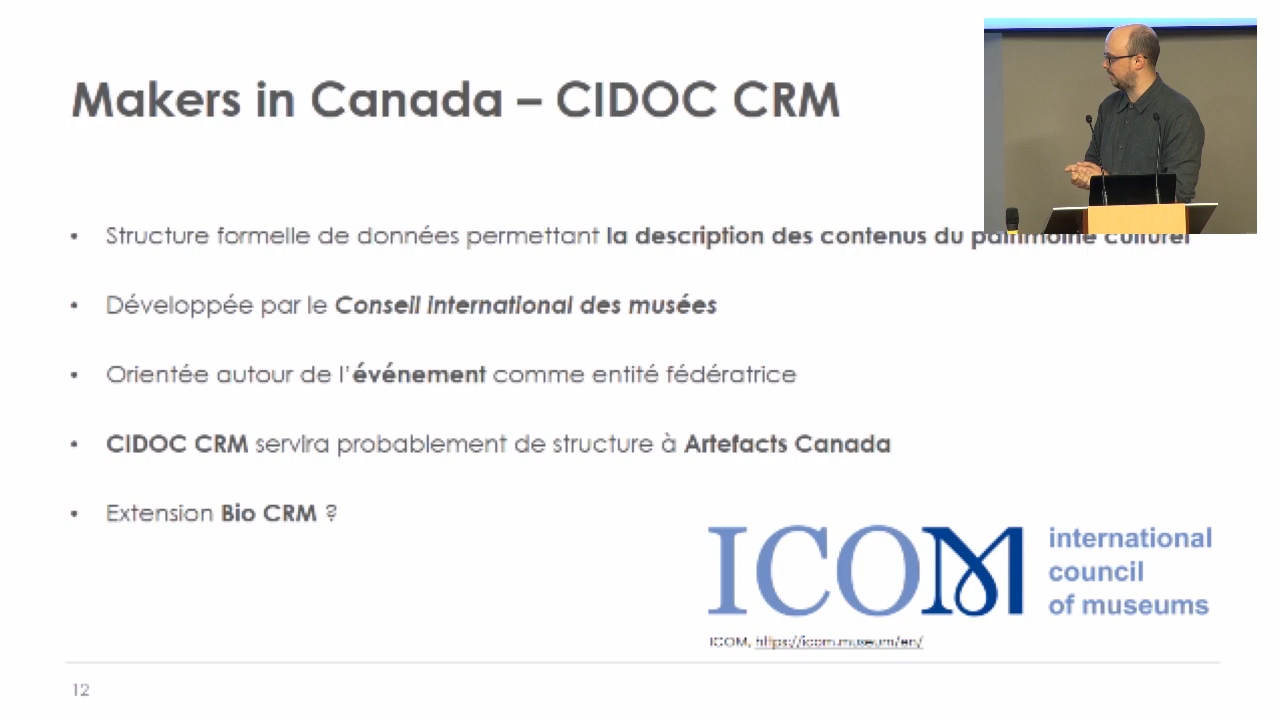 Makers in Canada – CIDOC CRM
• Structure formelle de données permettant la description des contenus du patrimoine culturel
• Développée par le Conseil international des musées
• Orientée autour de l'événement comme entité fédératrice
• CIDOC CRM servira probablement de structure à Artefacts Canada
• Extension Bio CRM ?
ICOM
international
council
of museums
ICOM, https://icom.museum/en/
12